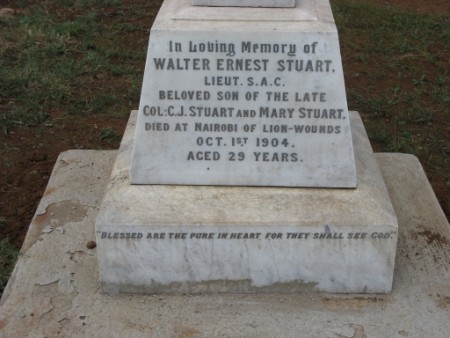 In Loving Memory of
WALTER ERNEST STUART,
LIEUT. S.A.C.
BELOVED SON OF THE LATE
COL: C.J. STUART AND MARY STUART,
DIED AT NAIROBI OF LION-WOUNDS
OCT. 1ST 1904,
AGED 29 YEARS.
"BLESSED ARE THE PURE IN HEART, FOR THEY SHALL SEE GOD."